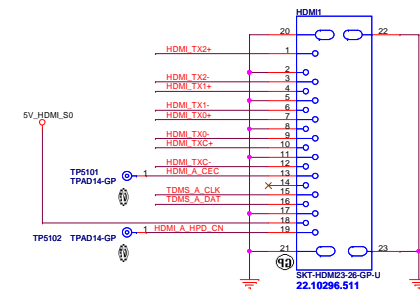 HDMI1
20
22
HDMI_TX2+
1
2
HDMI_TX2-
3
HDMI_TX1+
4
5
HDMI_TX1-
6
HDMI_TX0+
7
8
HDMI_TX0-
9
HDMI_TXC+
10
11
HDMI_TXC-
12
HDMI_A_CEC
13
14
TDMS_A_CLK
15
TDMS_A_DAT
16
17
18
HDMI_A_HPD_CN
19
21
23
5V_HDMI_S0
TP5101
TPAD14-GP
1
TP5102 TPAD14-GP
1
GP
SKT-HDMI23-26-GP-U
22.10296.511